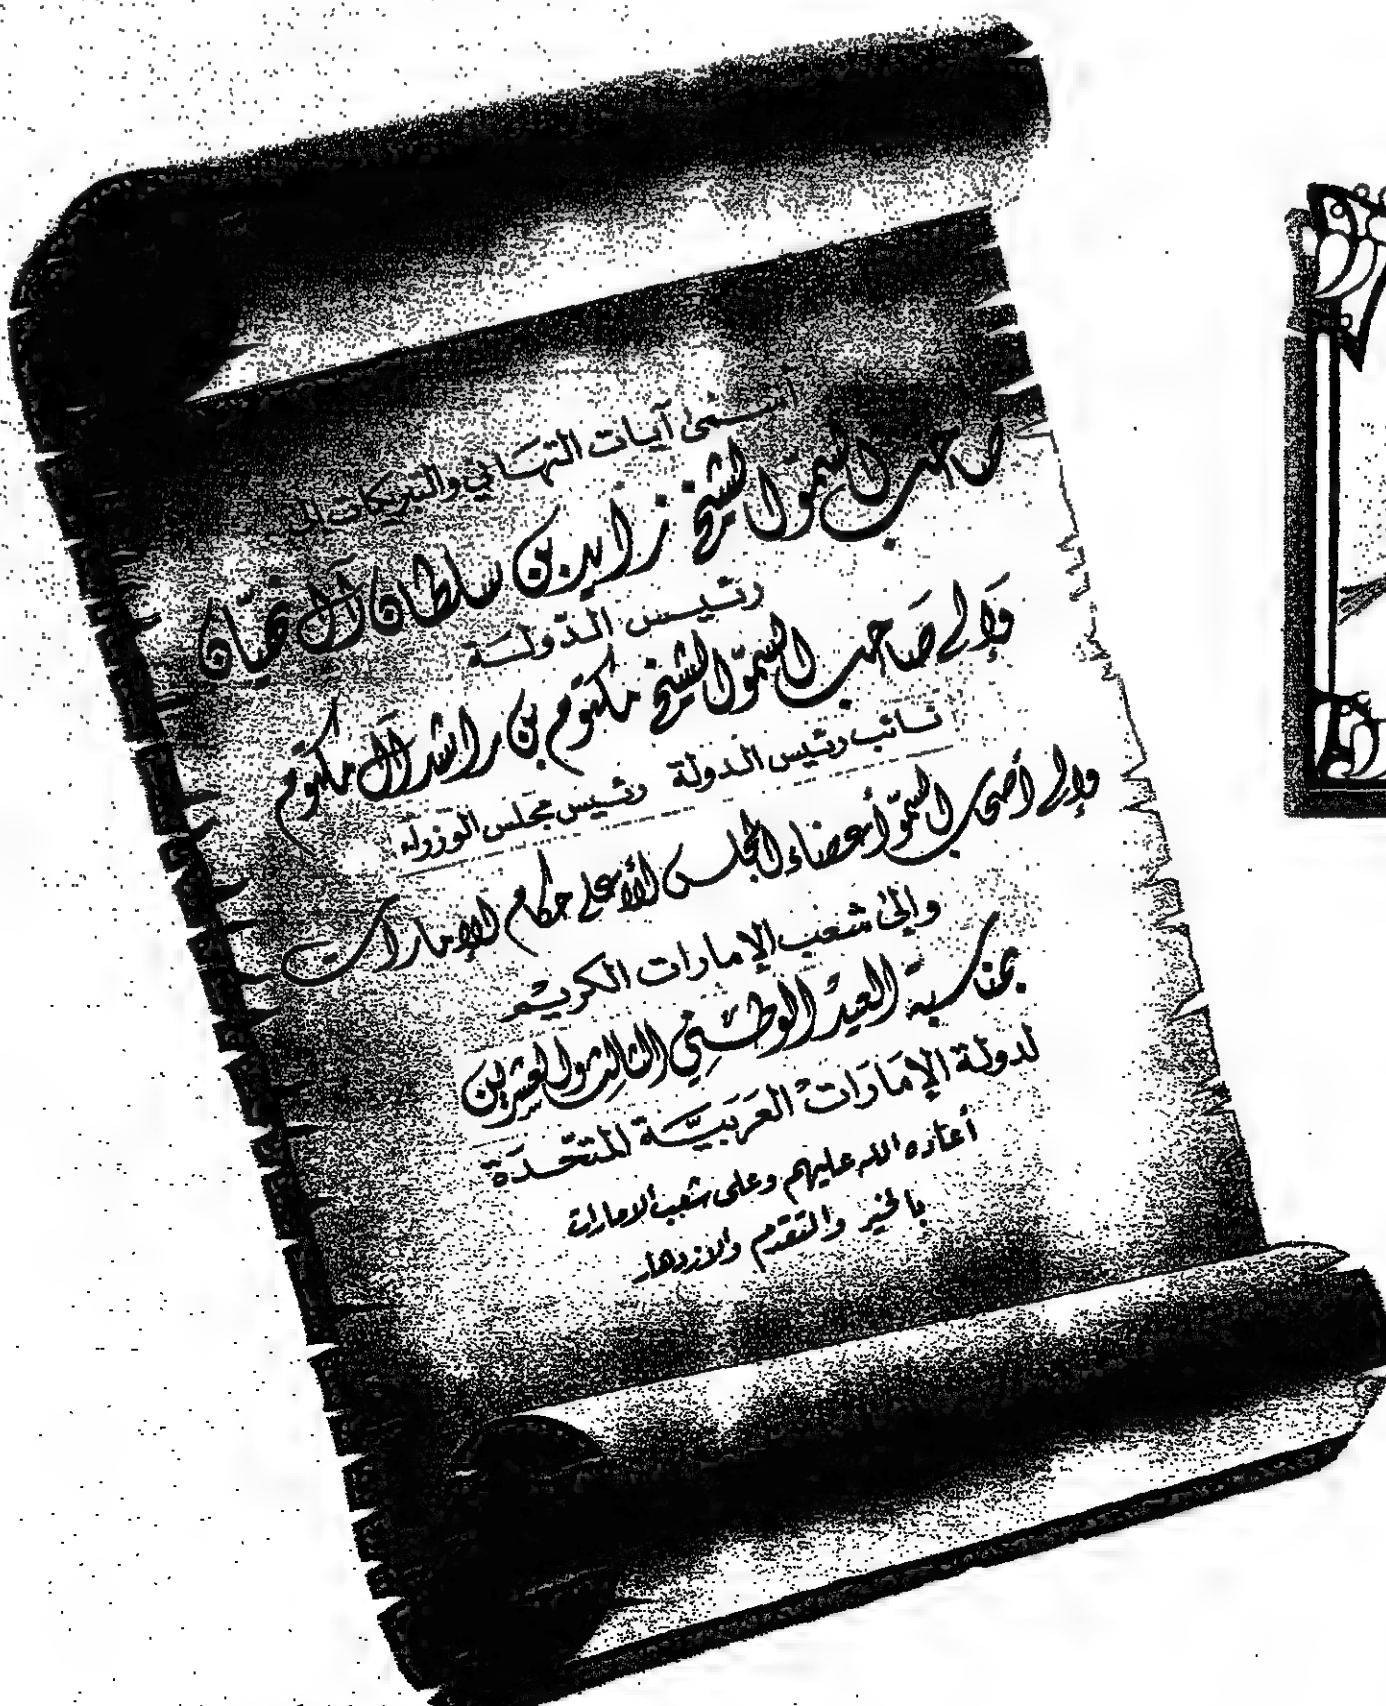 أسمى آيات التهاني والتبريكات إلى
صاحب السمو الشيخ زايد بن سلطان آل نهيان
رئيس الدولة
وإلى صاحب السمو الشيخ مكتوم بن راشد آل مكتوم
نائب رئيس الدولة رئيس مجلس الوزراء
وإلى أصحاب السمو أعضاء المجلس الأعلى حكام الإمارات
وإلى شعب الإمارات الكريم
بمناسبة العيد الوطني الثالث والعشرين
لدولة الإمارات العربية المتحدة
أعاده الله عليهم وعلى شعب الامارات
بالخير والتقدم والازدهار